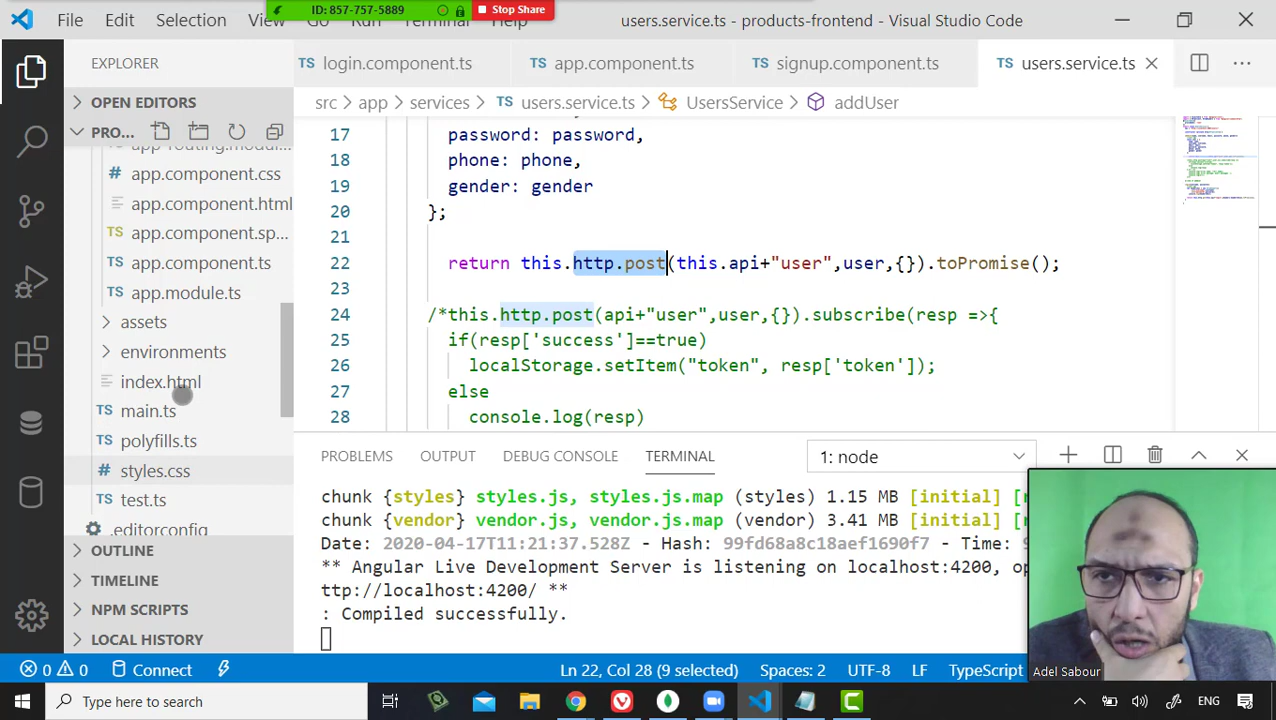 ID: 857-757-5889
Stop Share
File Edit Selection View Go Run Terminal Help
users.service.ts - products-frontend - Visual Studio Code
EXPLORER
TS login.component.ts
TS app.component.ts
TS signup.component.ts
TS users.service.ts
OPEN EDITORS
PRO...
src > app > services > TS users.service.ts > UsersService > addUser
app-routing.module...
# app.component.css
app.component.html
TS app.component.sp...
TS app.component.ts
TS app.module.ts
assets
environments
index.html
TS main.ts
TS polyfills.ts
# styles.css
TS test.ts
.editorconfig
OUTLINE
TIMELINE
NPM SCRIPTS
LOCAL HISTORY
17 password: password,
18 phone: phone,
19 gender: gender
20 };
21
22 return this.http.post(this.api+"user",user,{}).toPromise();
23
24 /*this.http.post(api+"user",user,{}).subscribe(resp =>{
25 if(resp['success']==true)
26 localStorage.setItem("token", resp['token']);
27 else
28 console.log(resp)
PROBLEMS OUTPUT DEBUG CONSOLE TERMINAL 1: node
chunk {styles} styles.js, styles.js.map (styles) 1.15 MB [initial] [
chunk {vendor} vendor.js, vendor.js.map (vendor) 3.41 MB [initial] [
Date: 2020-04-17T11:21:37.528Z - Hash: 99fd68a8c18aef1690f7 - Time:
** Angular Live Development Server is listening on localhost:4200, op
ttp://localhost:4200/ **
: Compiled successfully.
Adel Sabour
0 0 Connect
Ln 22, Col 28 (9 selected) Spaces: 2 UTF-8 LF TypeScript
Type here to search
ENG